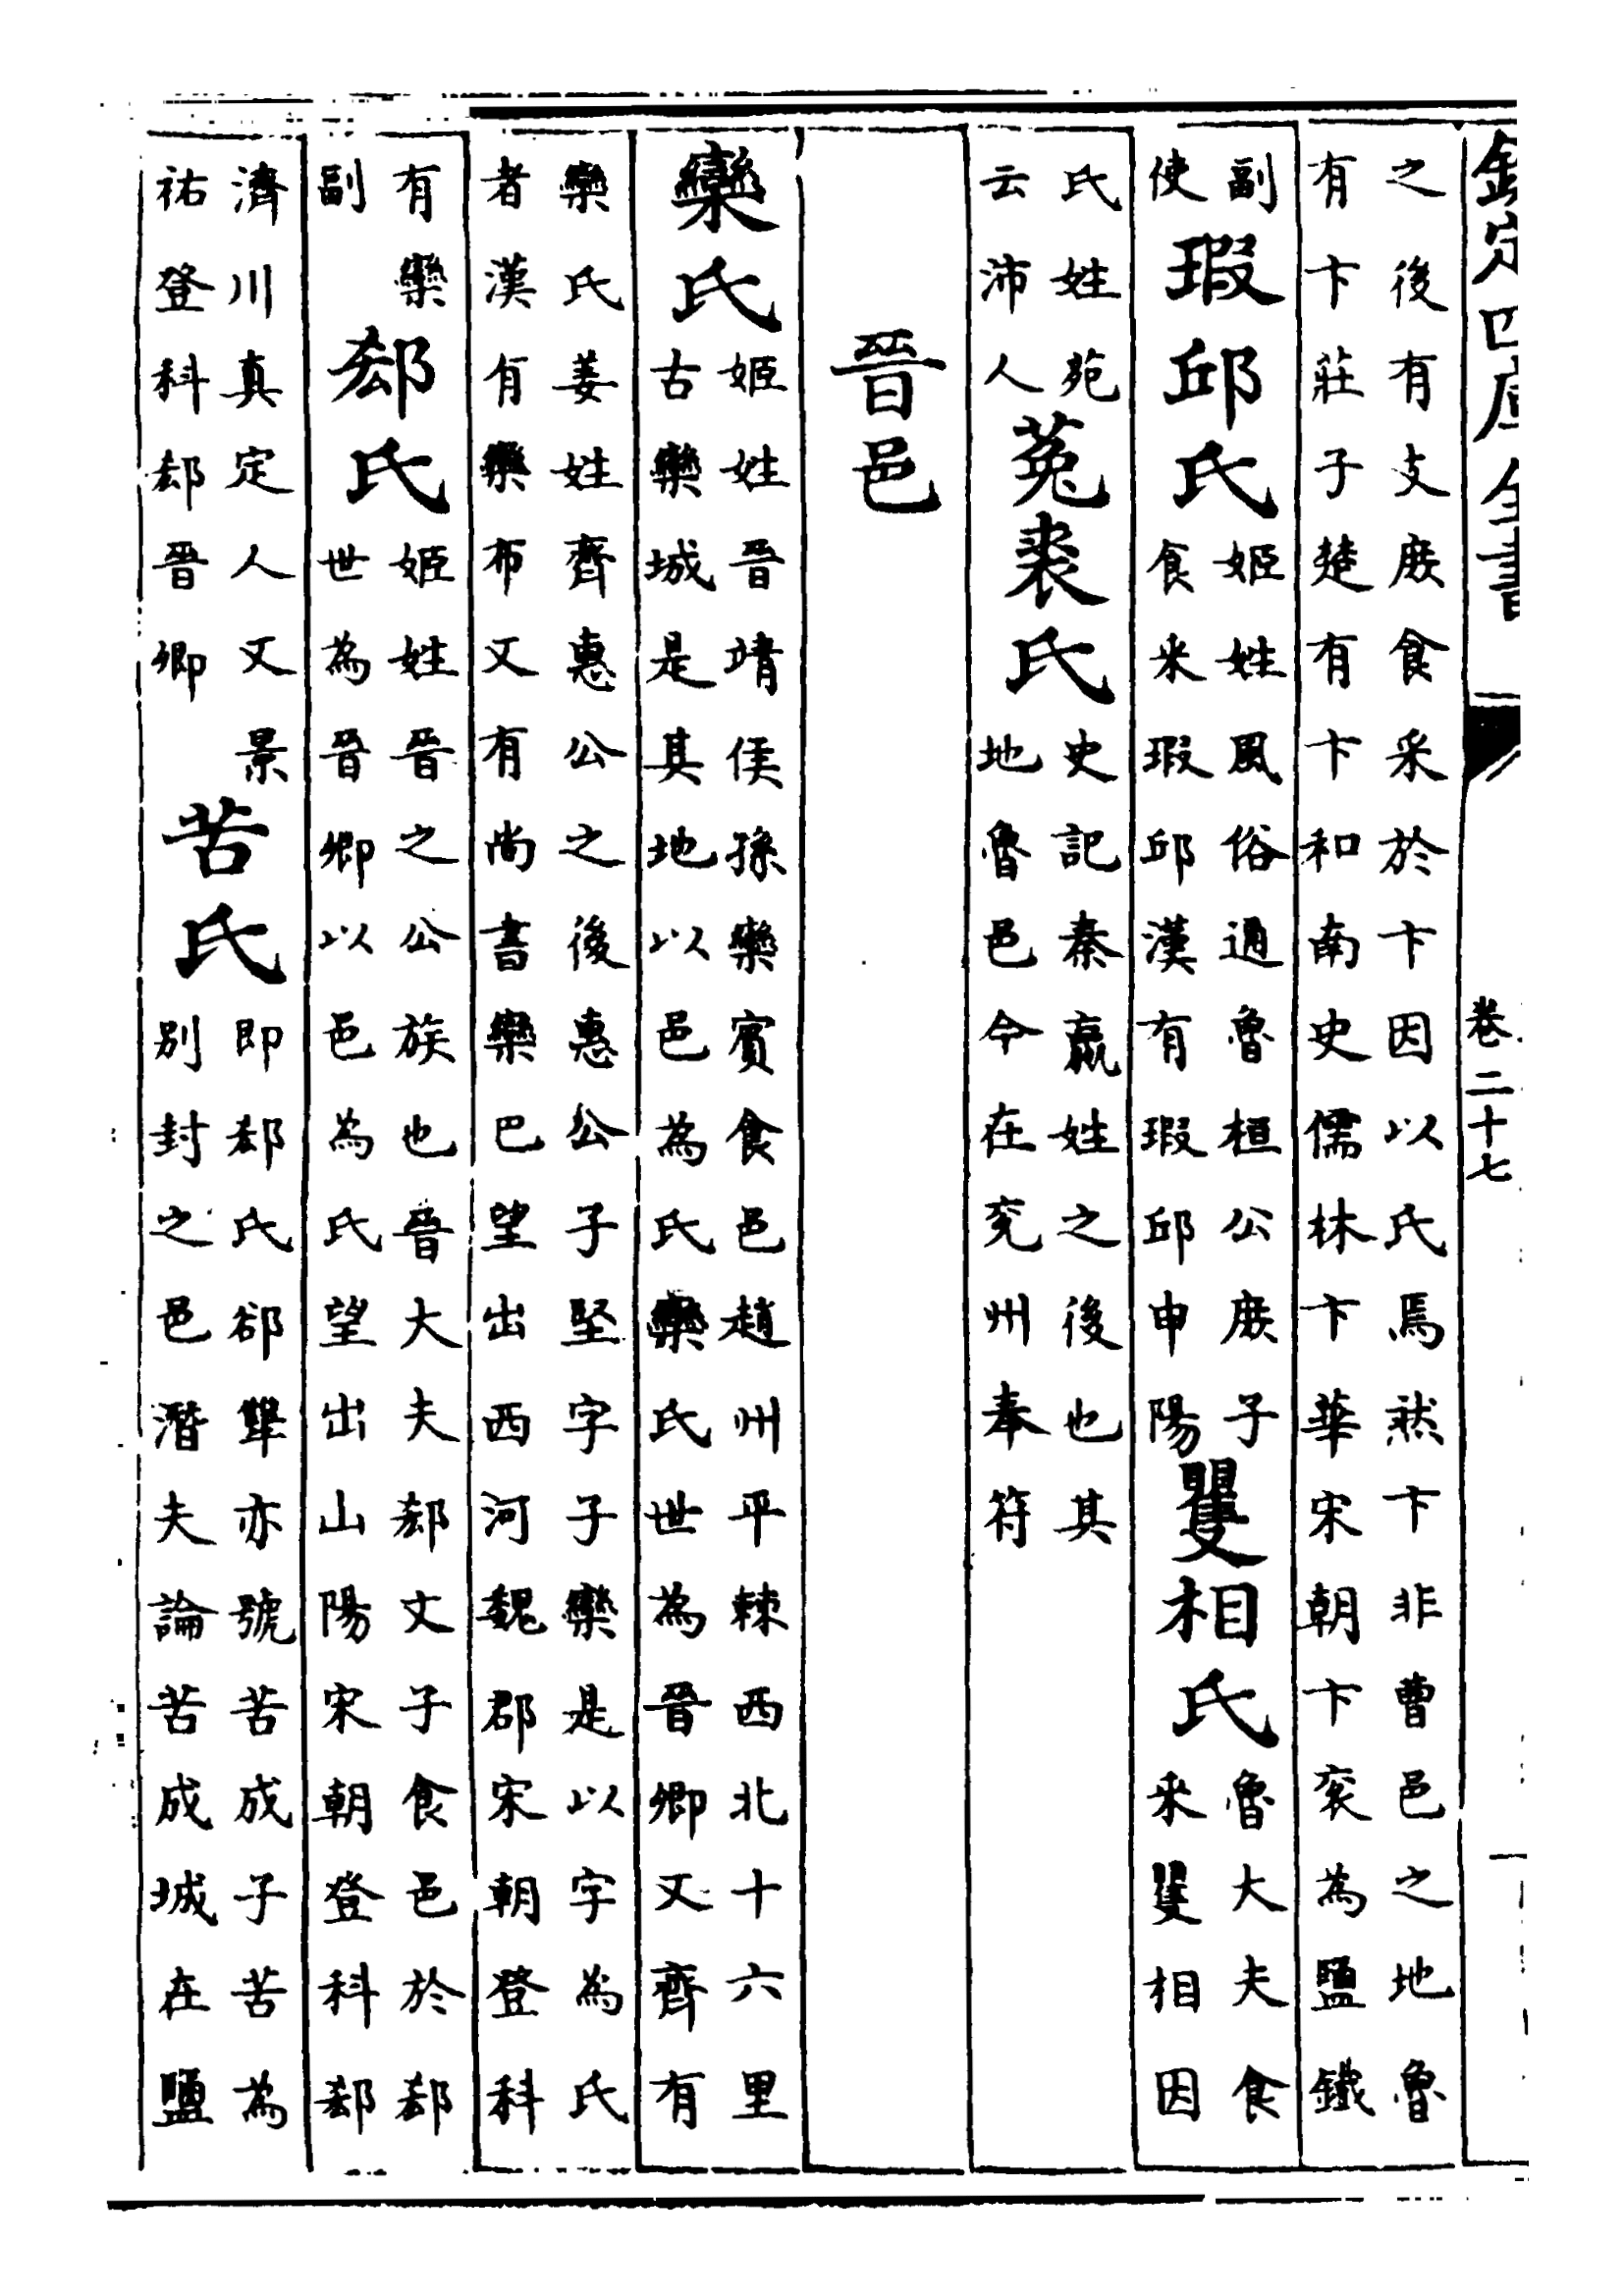 欽定四庫全書 卷二十七
之後有支庶食采於卞因以氏焉然卞非曹邑之地魯
有卞莊子楚有卞和南史儒林卞華宋朝卞衮為鹽鐵
副使瑕邱氏姬姓風俗通魯桓公庶子食采瑕邱漢有瑕邱申陽矍相氏魯大夫食采矍相因
氏姓苑云沛人菟裘氏史記秦嬴姓之後也其地魯邑今在兖州奉符
晉邑
欒氏姬姓晉靖侯孫欒賔食邑趙州平棘西北十六里古欒城是其地以邑為氏欒氏世為晉卿又齊有
欒氏姜姓齊惠公之後惠公子堅字子欒是以字為氏
者漢有欒布又有尚書欒巴望出西河魏郡宋朝登科
有欒副郄氏姬姓晉之公族也晉大夫郄文子食邑於郄世為晉卿以邑為氏望出山陽宋朝登科郄
濟川真定人又景祐登科郄晉卿苦氏即郄氏郤犨亦號苦成子苦為别封之邑潛夫論苦成城在鹽